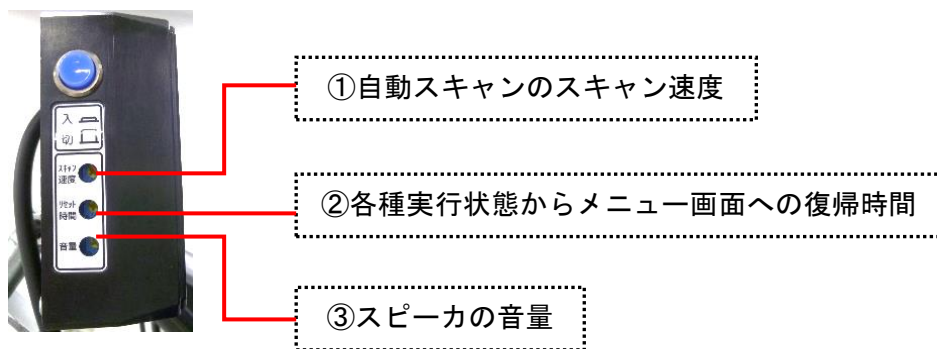 ①自動スキャンのスキャン速度
②各種実行状態からメニュー画面への復帰時間
③スピーカの音量
入
切
スキャン
速度
リセット
時間
音量